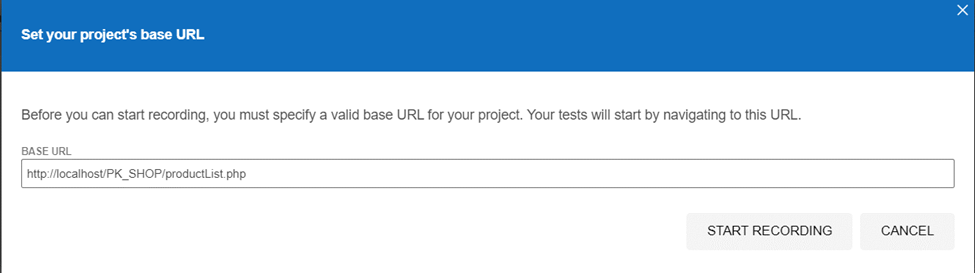 Set your project's base URL
Before you can start recording, you must specify a valid base URL for your project. Your tests will start by navigating to this URL.
BASE URL
http://localhost/PK_SHOP/productList.php
START RECORDING CANCEL